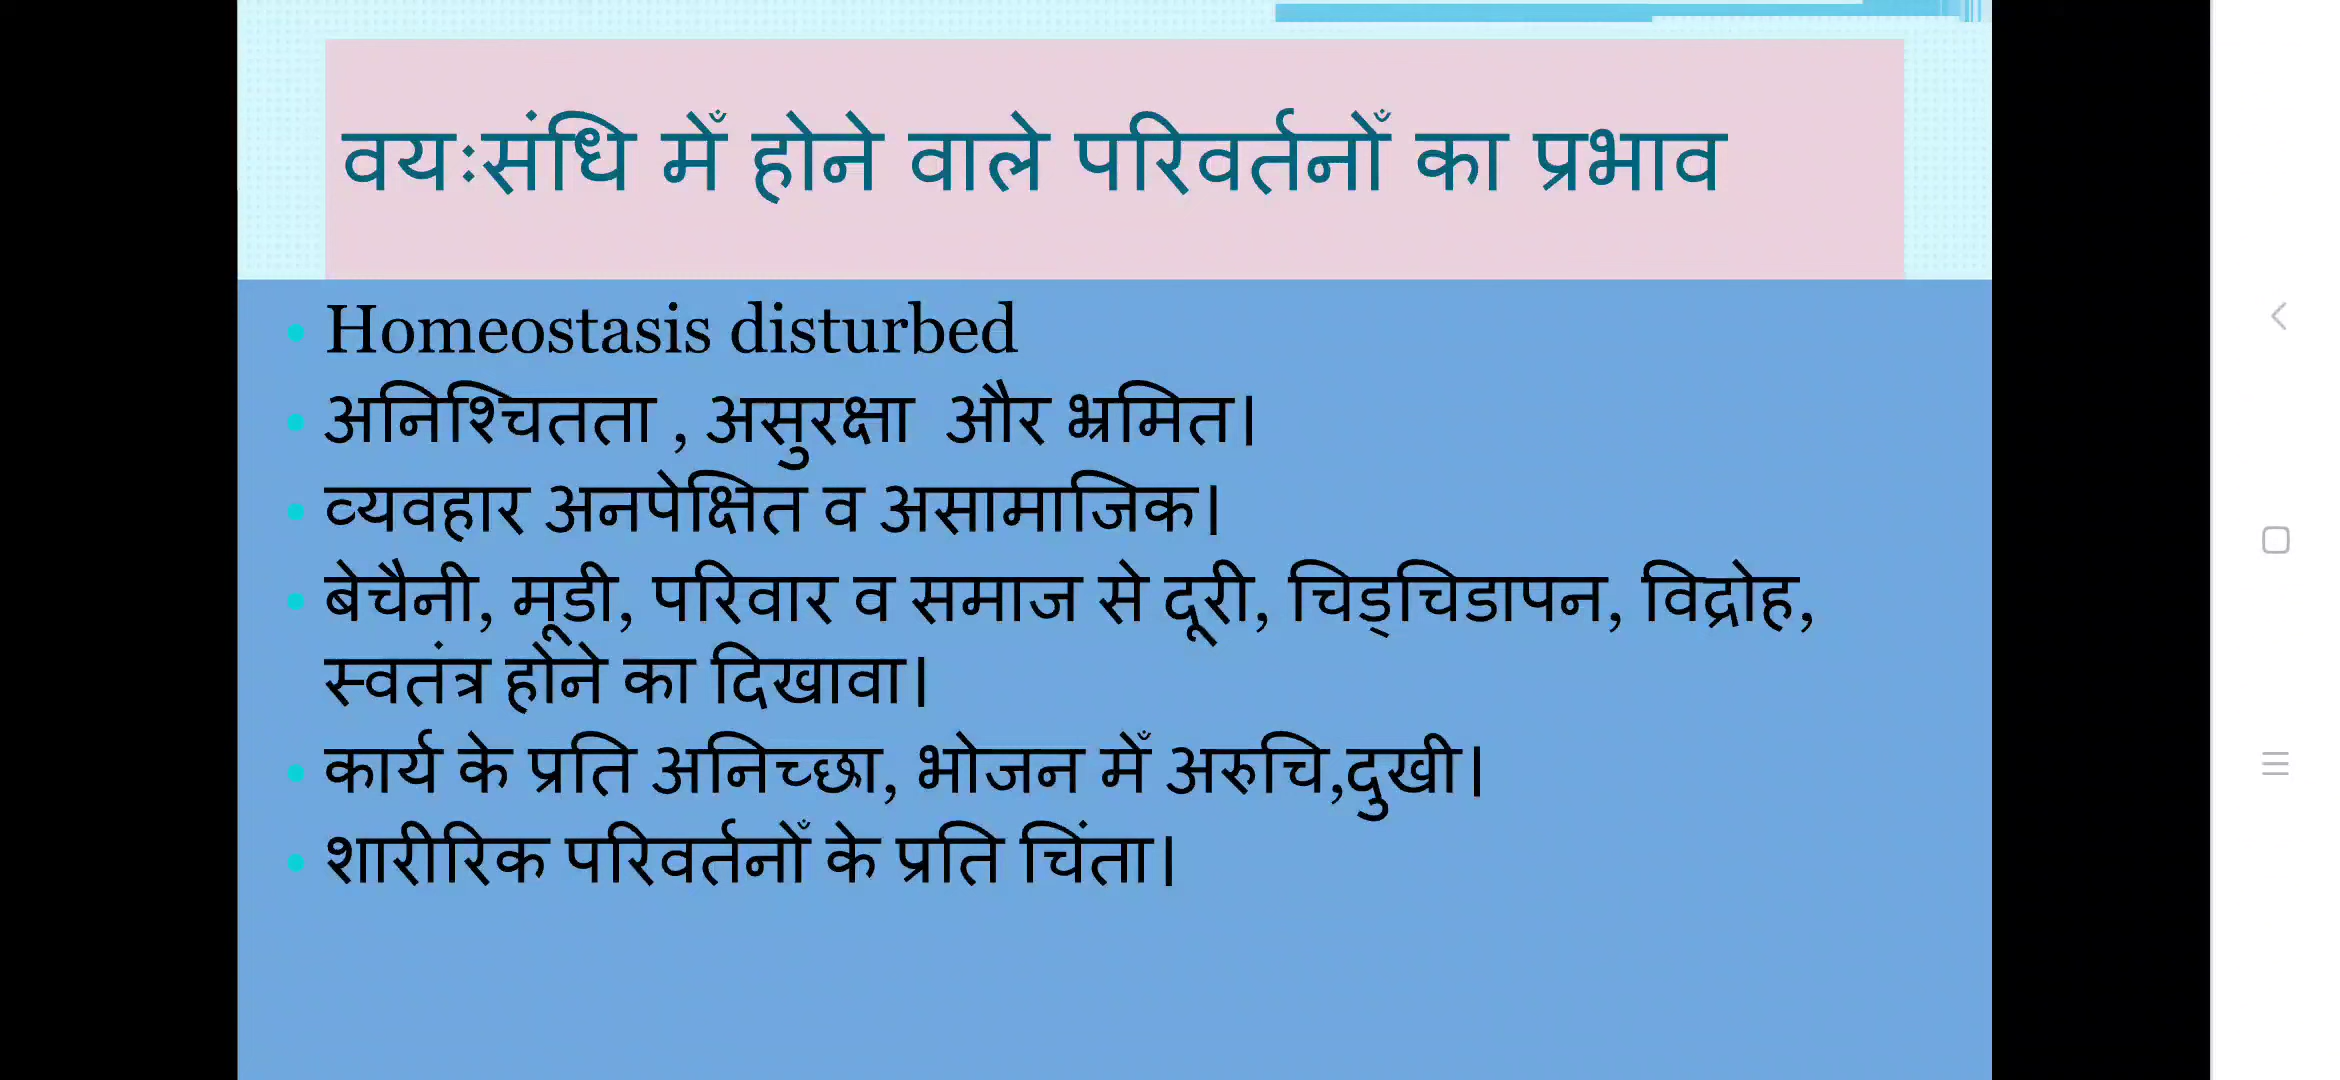 वयःसंधि मेँ होने वाले परिवर्तनोँ का प्रभाव
• Homeostasis disturbed
• अनिश्चितता , असुरक्षा और भ्रमित।
• व्यवहार अनपेक्षित व असामाजिक।
• बेचैनी, मूडी, परिवार व समाज से दूरी, चिड्चिडापन, विद्रोह,
स्वतंत्र होने का दिखावा।
• कार्य के प्रति अनिच्छा, भोजन मेँ अरुचि,दुखी।
• शारीरिक परिवर्तनोँ के प्रति चिंता।